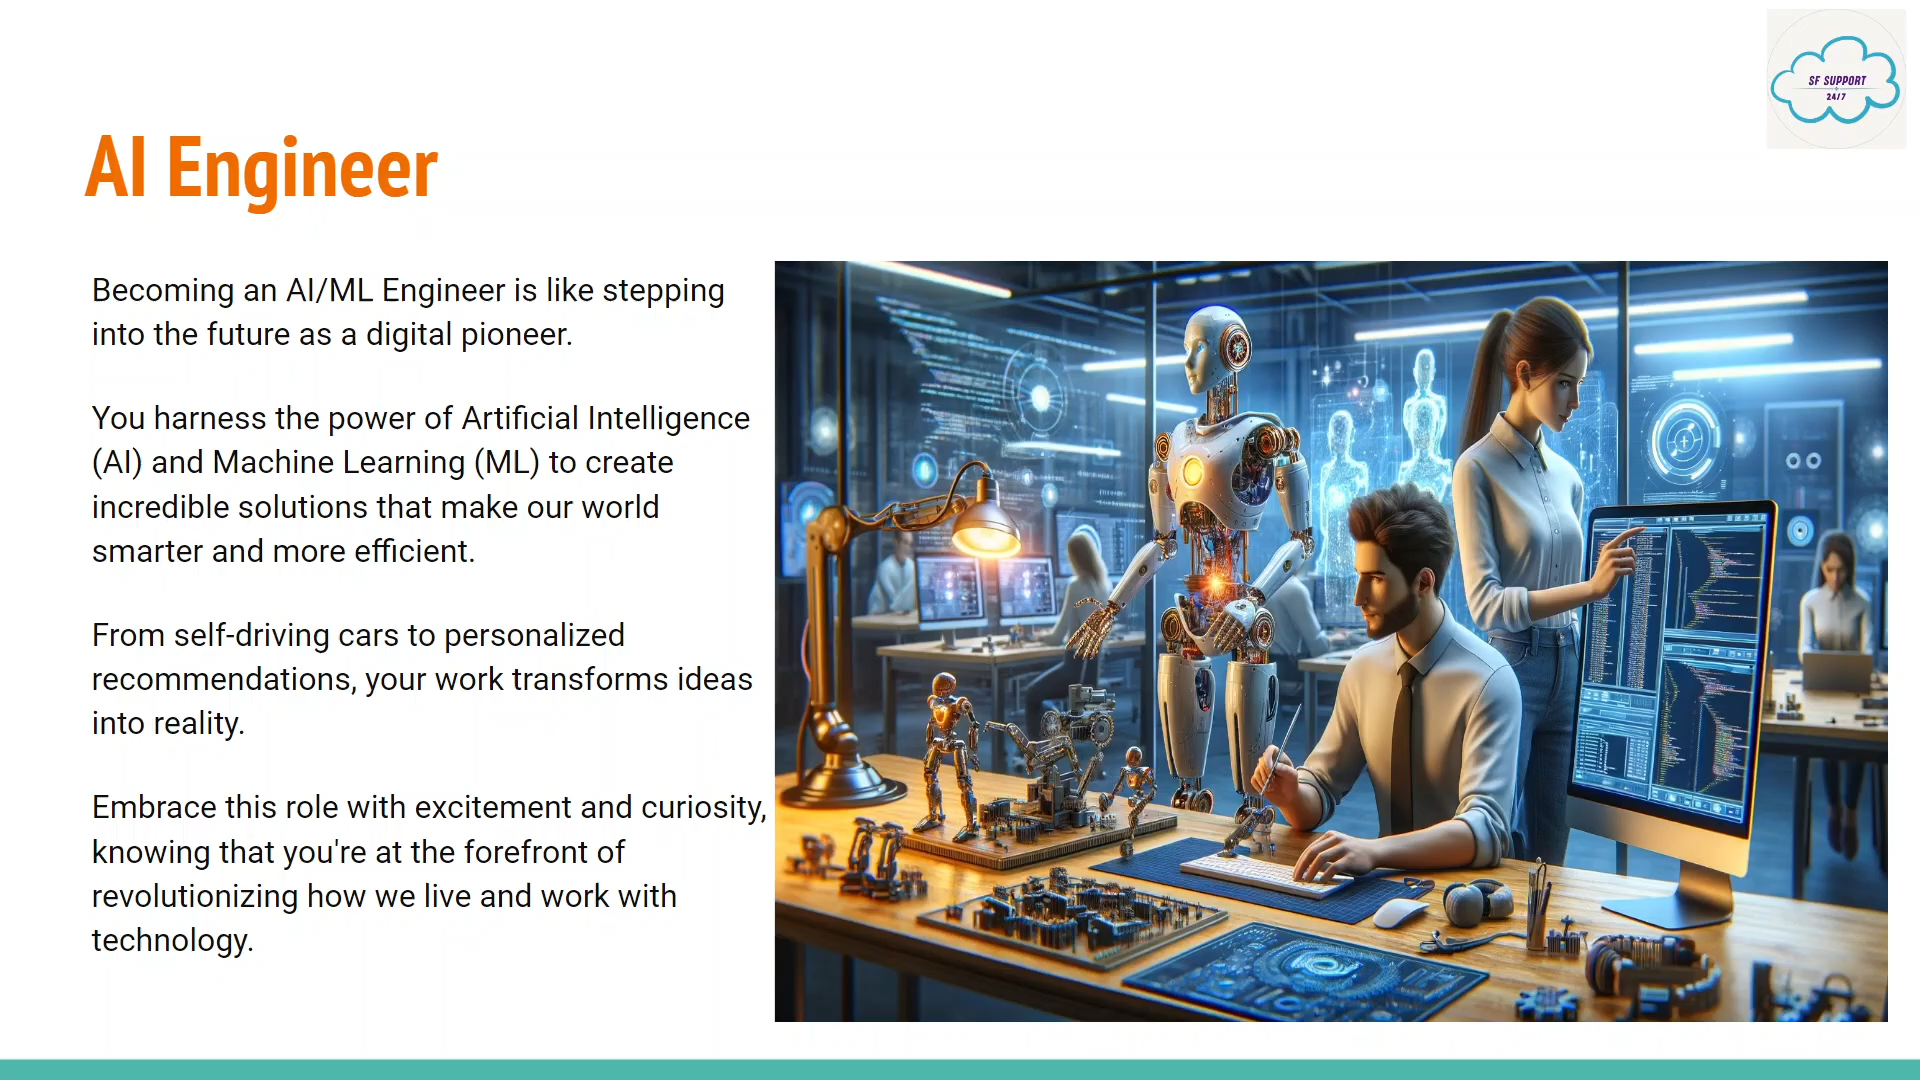 SF SUPPORT
24/7
AI Engineer
Becoming an AI/ML Engineer is like stepping
into the future as a digital pioneer.
You harness the power of Artificial Intelligence
(AI) and Machine Learning (ML) to create
incredible solutions that make our world
smarter and more efficient.
From self-driving cars to personalized
recommendations, your work transforms ideas
into reality.
Embrace this role with excitement and curiosity,
knowing that you're at the forefront of
revolutionizing how we live and work with
technology.